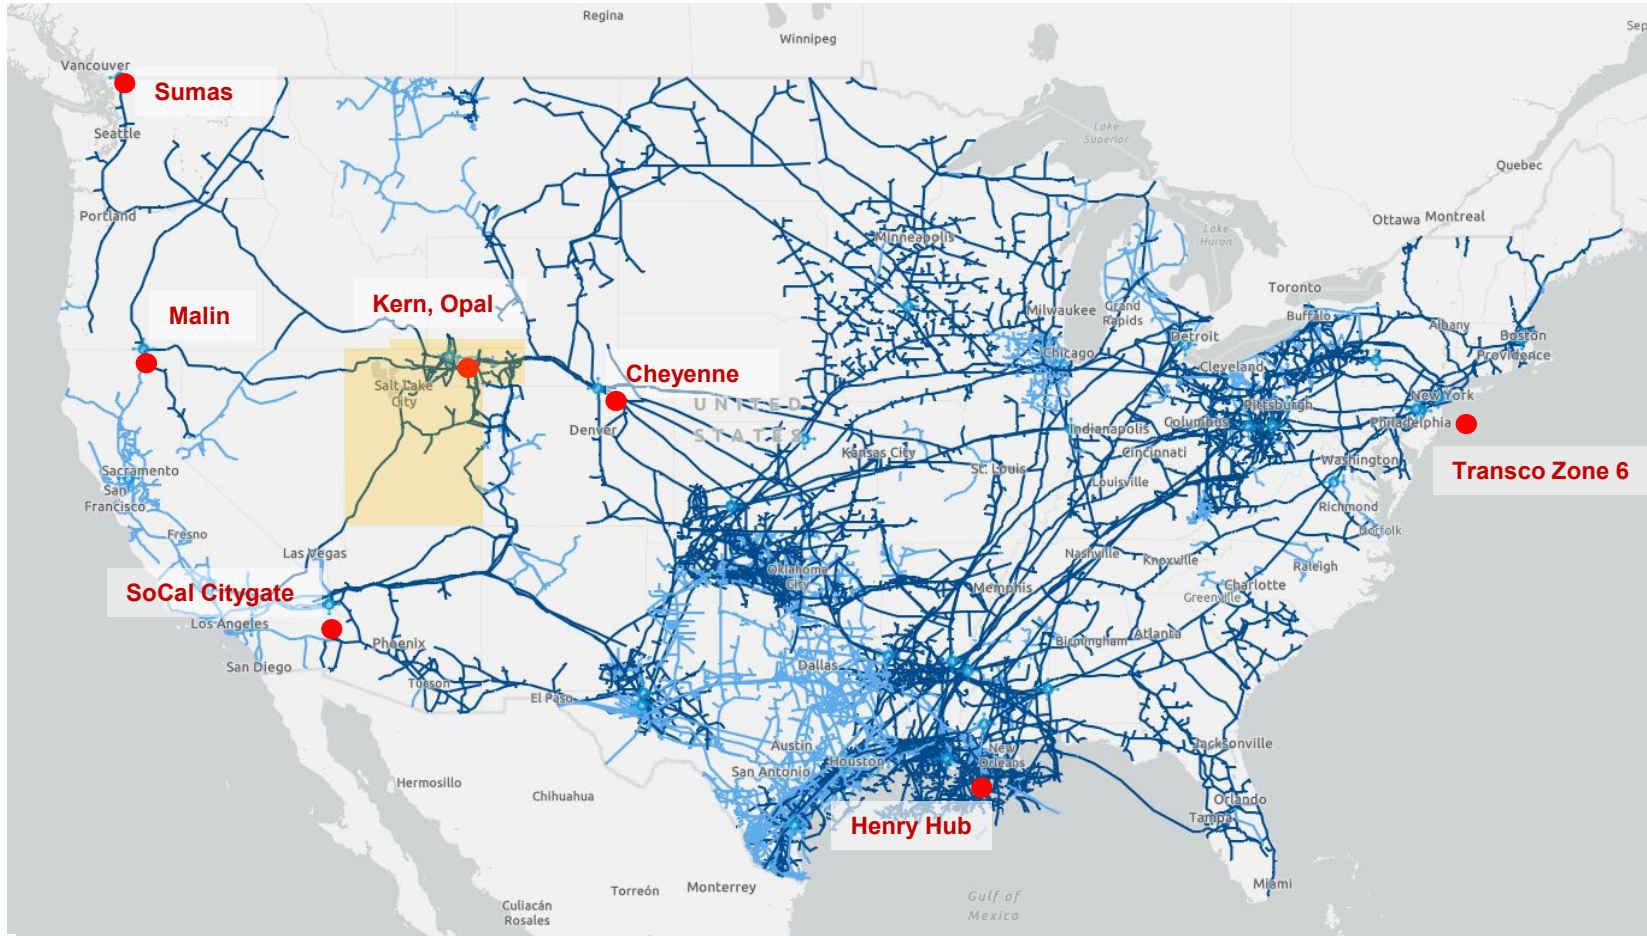 Regina
Sep
Winnipeg
Vancouver
Sumas
Seattle
Lake
Superior
Quebec
Portland
Ottawa Montreal
Minneapolis
Lake
Huron
Toronto
Kern, Opal
Malin
Milwaukee
Grand
Rapids
Buffalo
Albany
Detroit
Boston
Chicago
Providence
Cleveland
Cheyenne
Salt Lake
City
New York
UNITED
STATES
Pittsburgh
Denver
Indianapolis
Columbus
Philadelphia
Kansas City
Cincinnati
Washington
Sacramento
St. Louis
Transco Zone 6
San
Francisco
Louisville
Richmond
Fresno
Norfolk
Las Vegas
Nashville
Knoxville
Raleigh
Oklahoma
City
SoCal Citygate
Memphis
Charlotte
Greenville
Los Angeles
Phoenix
Birmingham
Atlanta
San Diego
Dallas
Tucson
El Paso
Austin
New
Orleans
Jacksonville
Houston
San Antonio
Hermosillo
Chihuahua
Orlando
Tampa
Henry Hub
Torreón
Monterrey
Miami
Gulf of
Mexico
Culiacán
Rosales